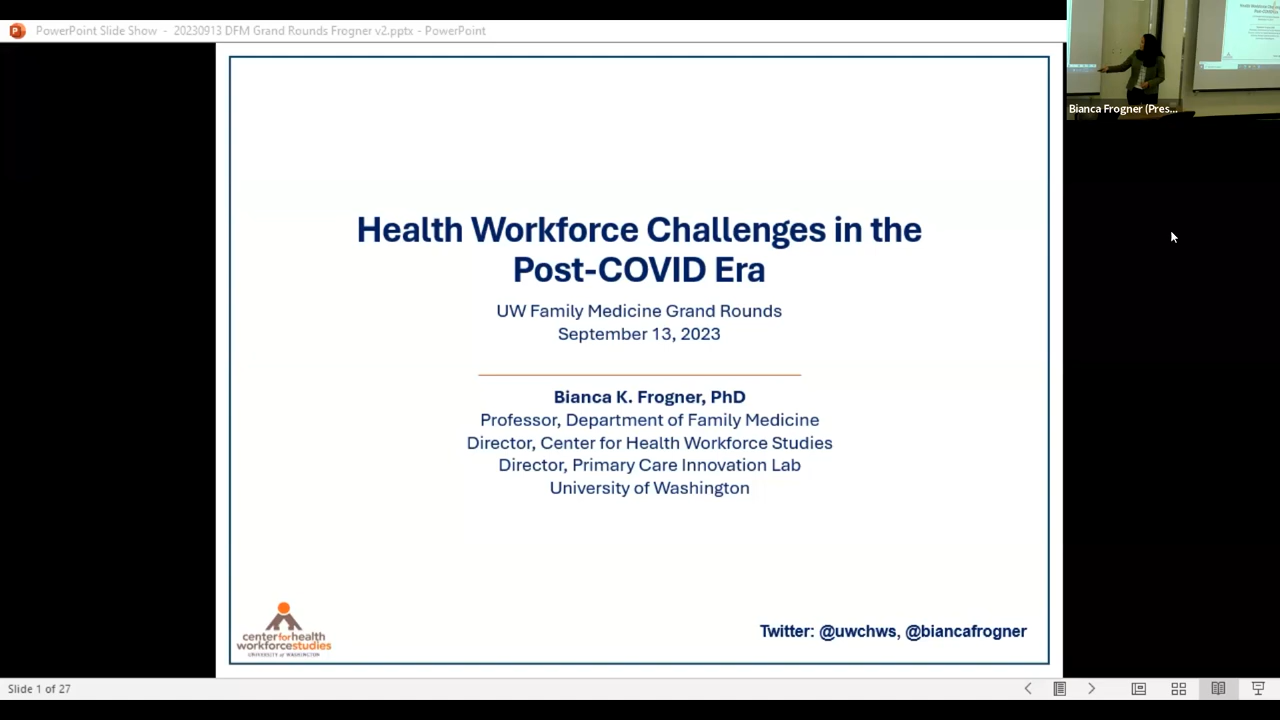 PowerPoint Slide Show - 20230913 DFM Grand Rounds Frogner v2.pptx - PowerPoint
Bianca Frogner (Pres...
Health Workforce Challenges in the
Post-COVID Era
UW Family Medicine Grand Rounds
September 13, 2023
Bianca K. Frogner, PhD
Professor, Department of Family Medicine
Director, Center for Health Workforce Studies
Director, Primary Care Innovation Lab
University of Washington
centerforhealth
workforcestudies
UNIVERSITY of WASHINGTON
Twitter: @uwchws, @biancafrogner
Slide 1 of 27